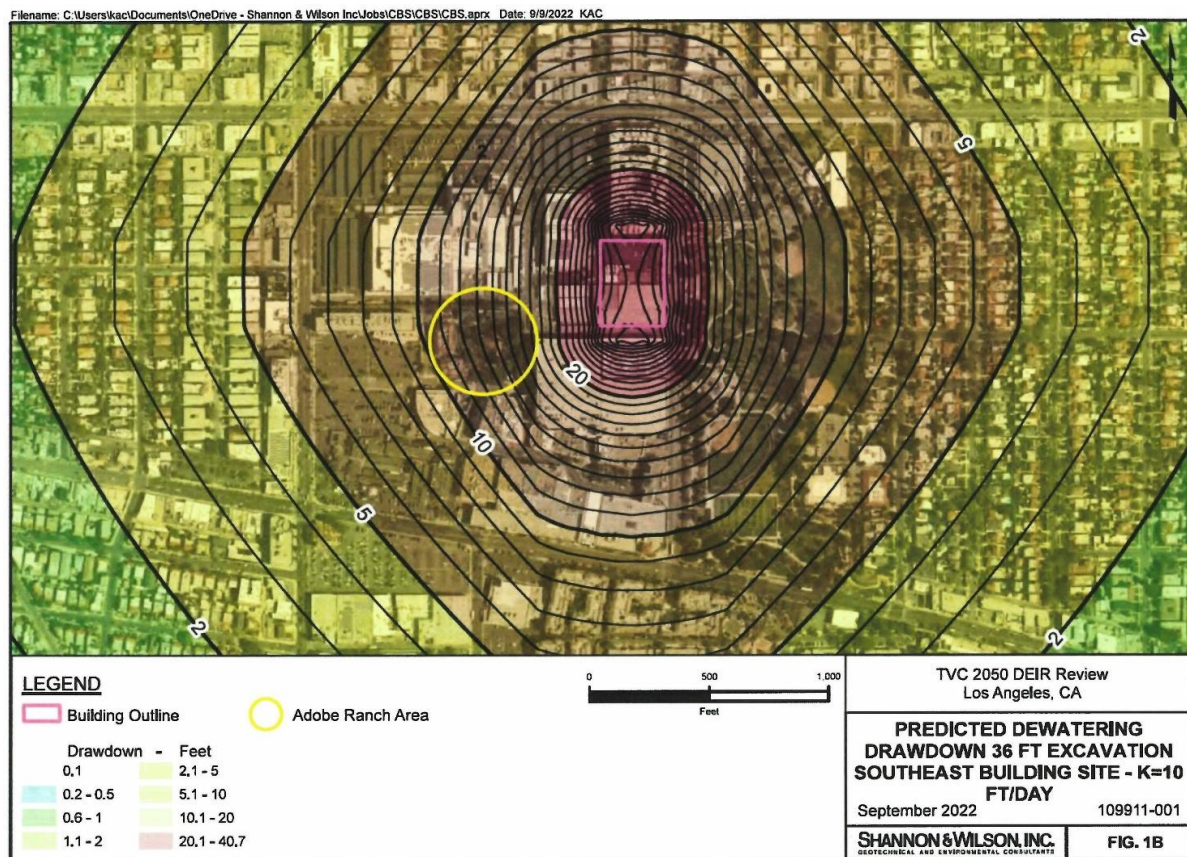 Filename: C:\Users\kac\Documents\OneDrive - Shannon & Wilson Inc\Jobs\CBS\CBS\CBS.aprx Date: 9/9/2022 KAC
2
5
20
10
5
2
2
LEGEND
Building Outline
Adobe Ranch Area
Drawdown - Feet
0.1
0.2 - 0.5
0.6 - 1
1.1 - 2
2.1 - 5
5.1 - 10
10.1 - 20
20.1 - 40.7
0 500 1,000
Feet
TVC 2050 DEIR Review
Los Angeles, CA
PREDICTED DEWATERING
DRAWDOWN 36 FT EXCAVATION
SOUTHEAST BUILDING SITE - K=10
FT/DAY
September 2022 109911-001
SHANNON & WILSON, INC.
GEOTECHNICAL AND ENVIRONMENTAL CONSULTANTS
FIG. 1B